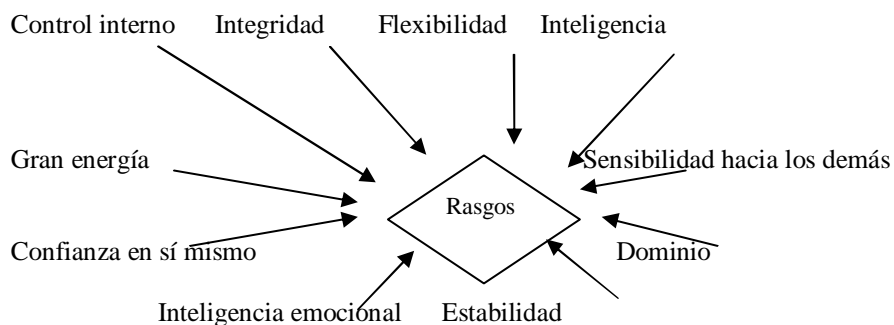 Control interno Integridad Flexibilidad Inteligencia
Gran energía Sensibilidad hacia los demás
Rasgos
Confianza en sí mismo Dominio
Inteligencia emocional Estabilidad